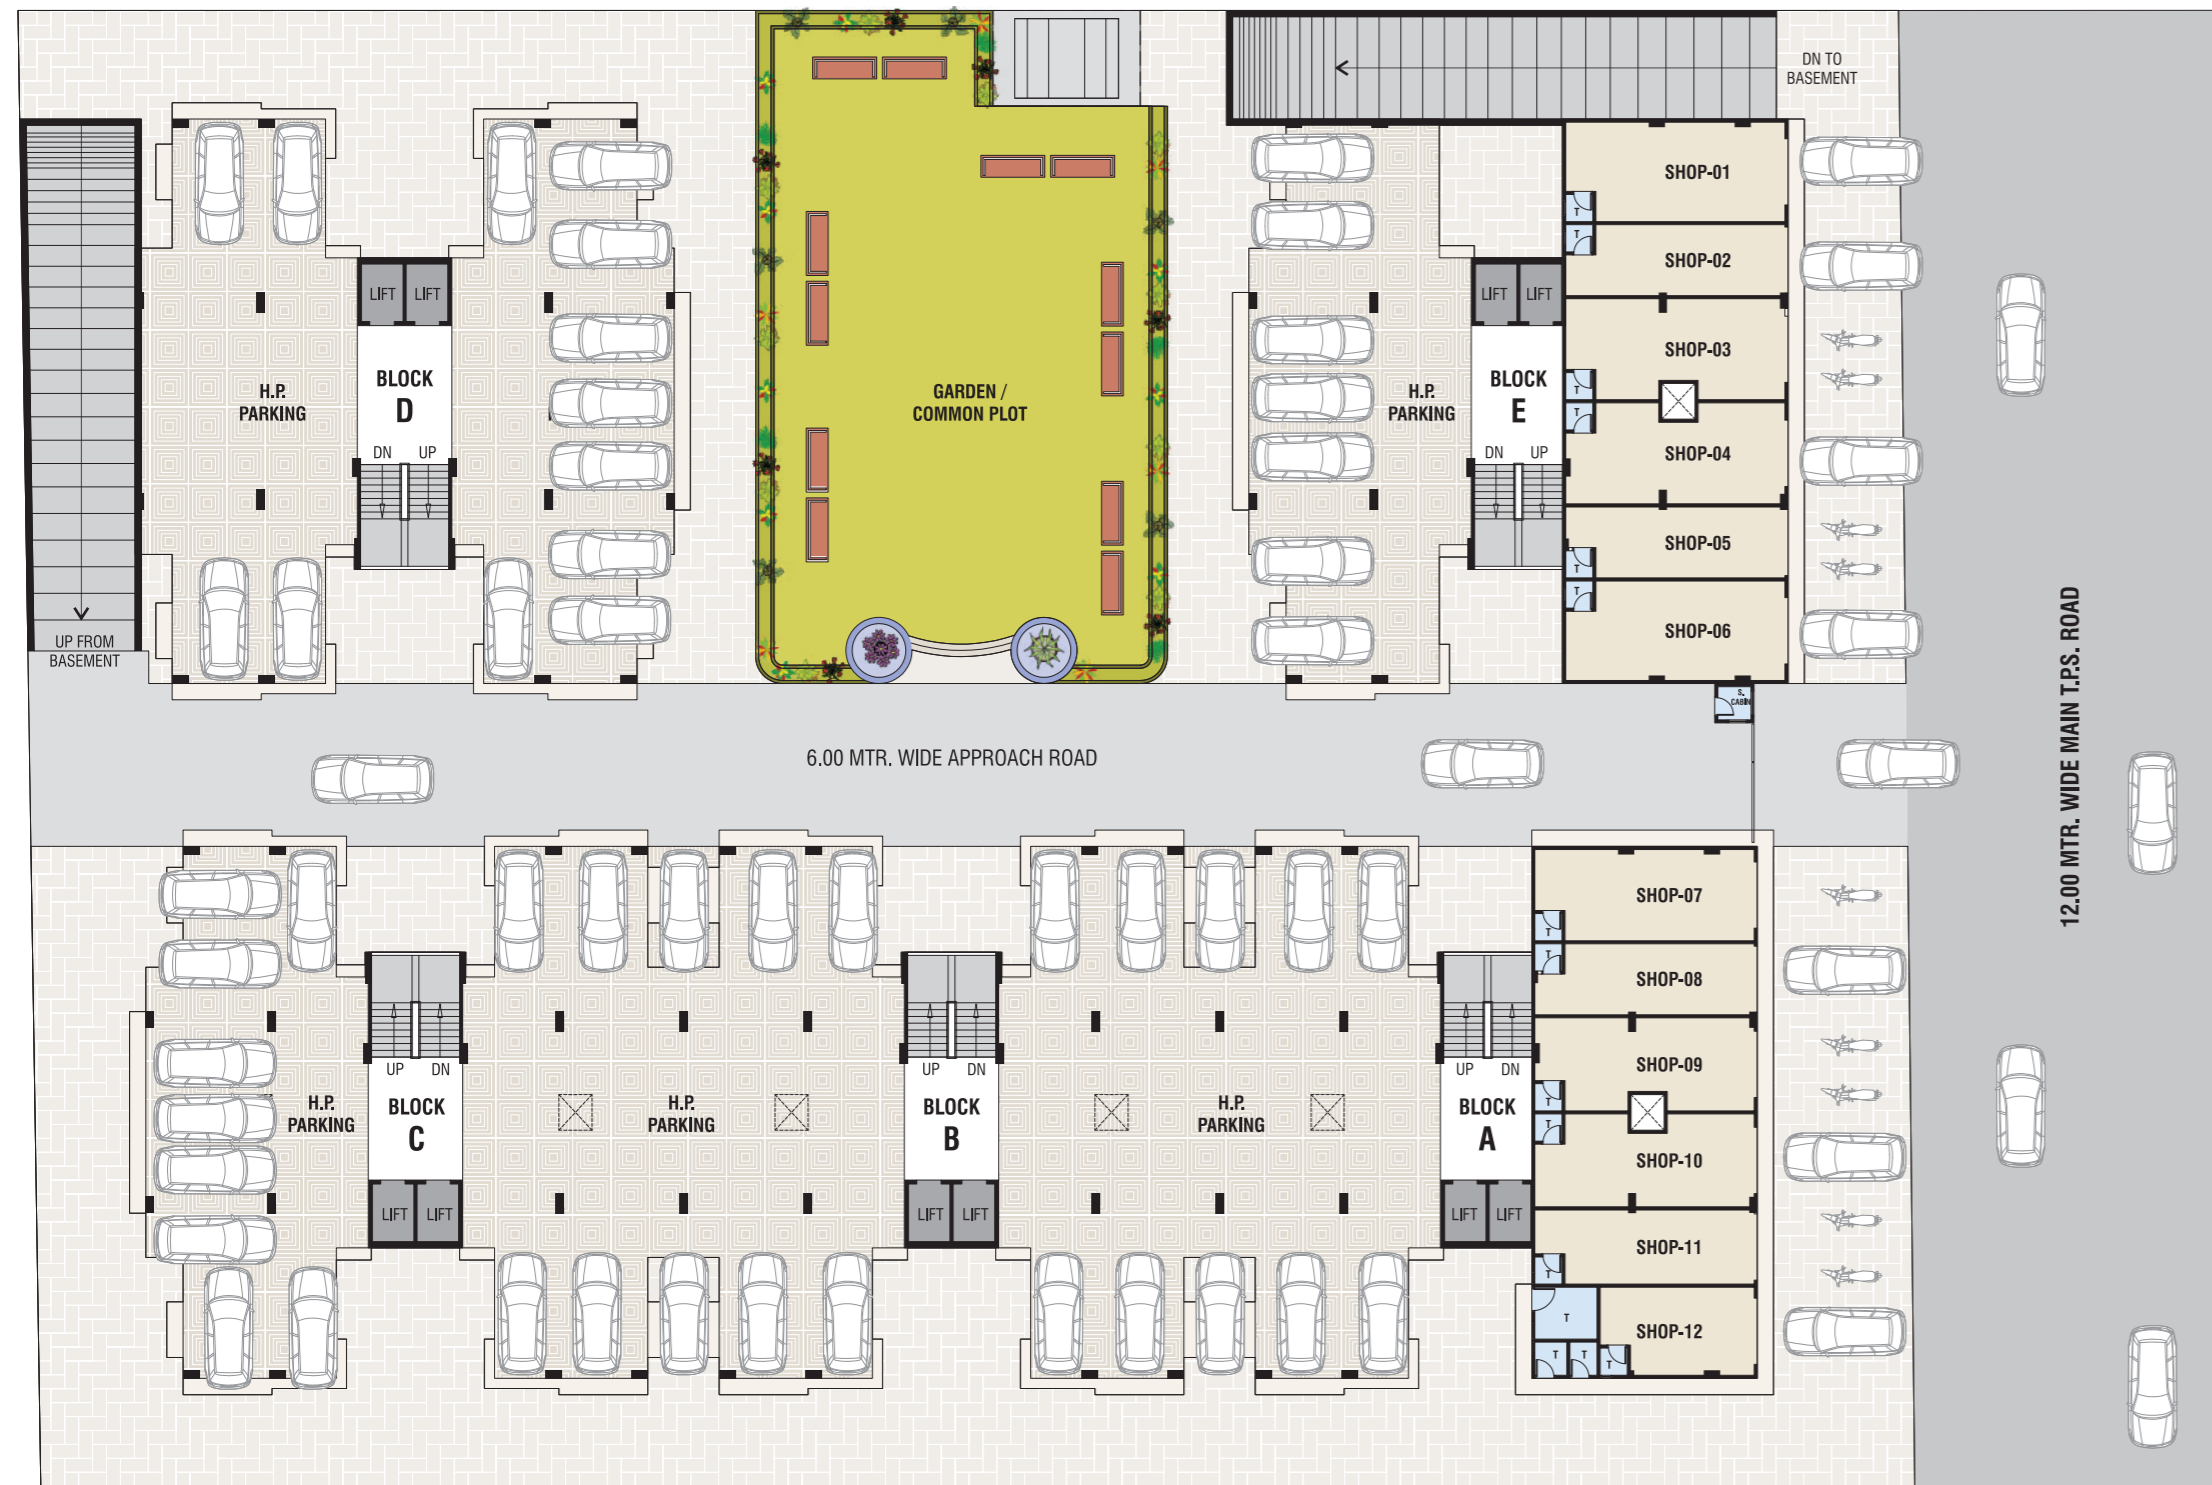 DN TO
BASEMENT
SHOP-01
T
T
SHOP-02
LIFT
LIFT
LIFT
LIFT
SHOP-03
BLOCK
D
H.P.
PARKING
GARDEN /
COMMON PLOT
H.P.
PARKING
BLOCK
E
T
T
DN
UP
DN
UP
SHOP-04
SHOP-05
T
T
SHOP-06
UP FROM
BASEMENT
S.
CABIN
6.00 MTR. WIDE APPROACH ROAD
12.00 MTR. WIDE MAIN T.P.S. ROAD
SHOP-07
T
T
SHOP-08
UP
DN
UP
DN
UP
DN
SHOP-09
T
T
H.P.
PARKING
BLOCK
C
H.P.
PARKING
BLOCK
B
H.P.
PARKING
BLOCK
A
SHOP-10
LIFT
LIFT
LIFT
LIFT
LIFT
LIFT
SHOP-11
T
T
SHOP-12
T
T
T